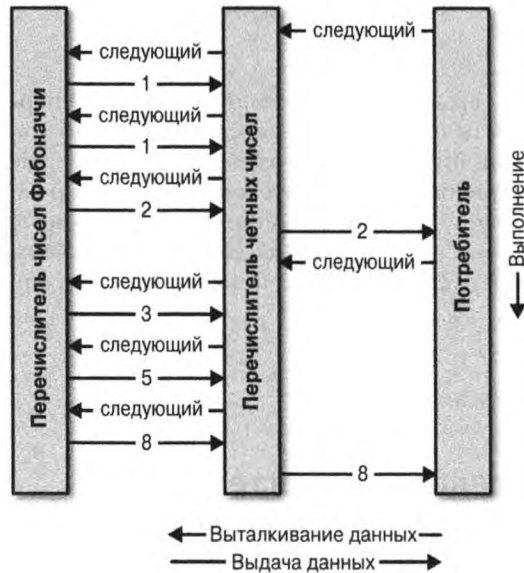 следующий
следующий
1
следующий
1
следующий
2
2
следующий
следующий
3
следующий
5
следующий
8
8
Перечислитель чисел Фибоначчи
Перечислитель четных чисел
Потребитель
Выполнение
Выталкивание данных
Выдача данных